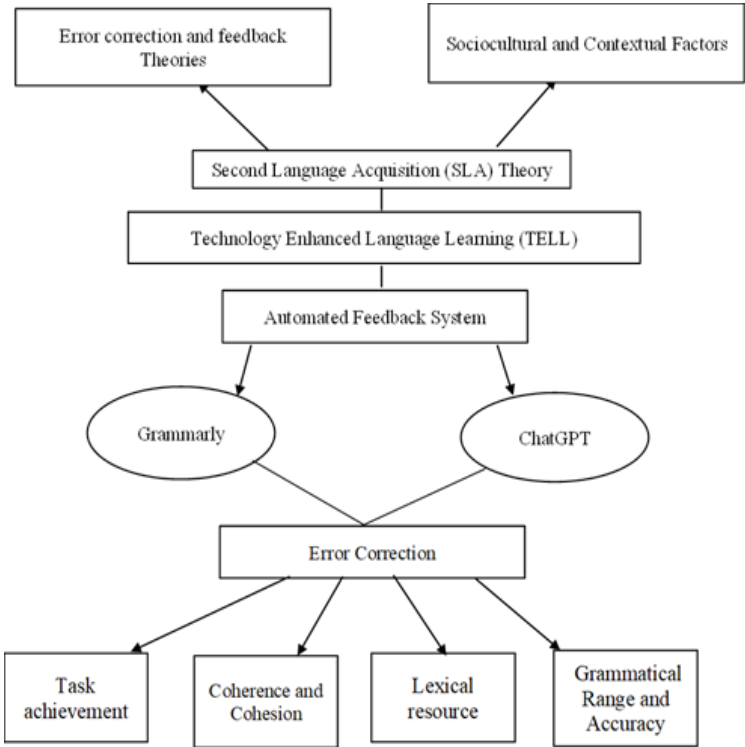 Error correction and feedback
Theories
Sociocultural and Contextual Factors
Second Language Acquisition (SLA) Theory
Technology Enhanced Language Learning (TELL)
Automated Feedback System
Grammarly
ChatGPT
Error Correction
Task
achievement
Coherence and
Cohesion
Lexical
resource
Grammatical
Range and
Accuracy